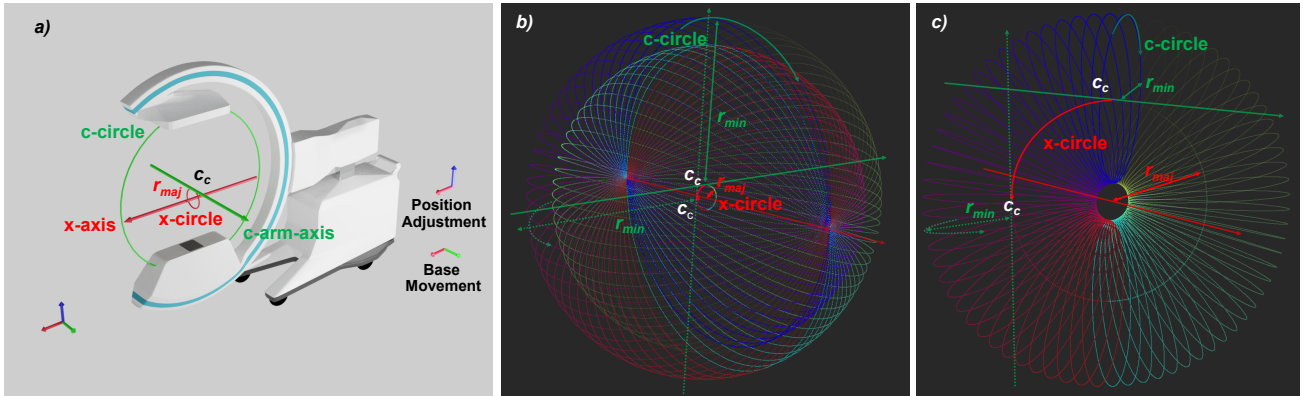 a)
c-circle
c_c
r_maj
x-axis
x-circle
c-arm-axis
Position
Adjustment
Base
Movement
b)
c-circle
r_min
c_c
r_maj
x-circle
c_c
r_min
c)
c-circle
c_c
r_min
x-circle
r_maj
c_c
r_min